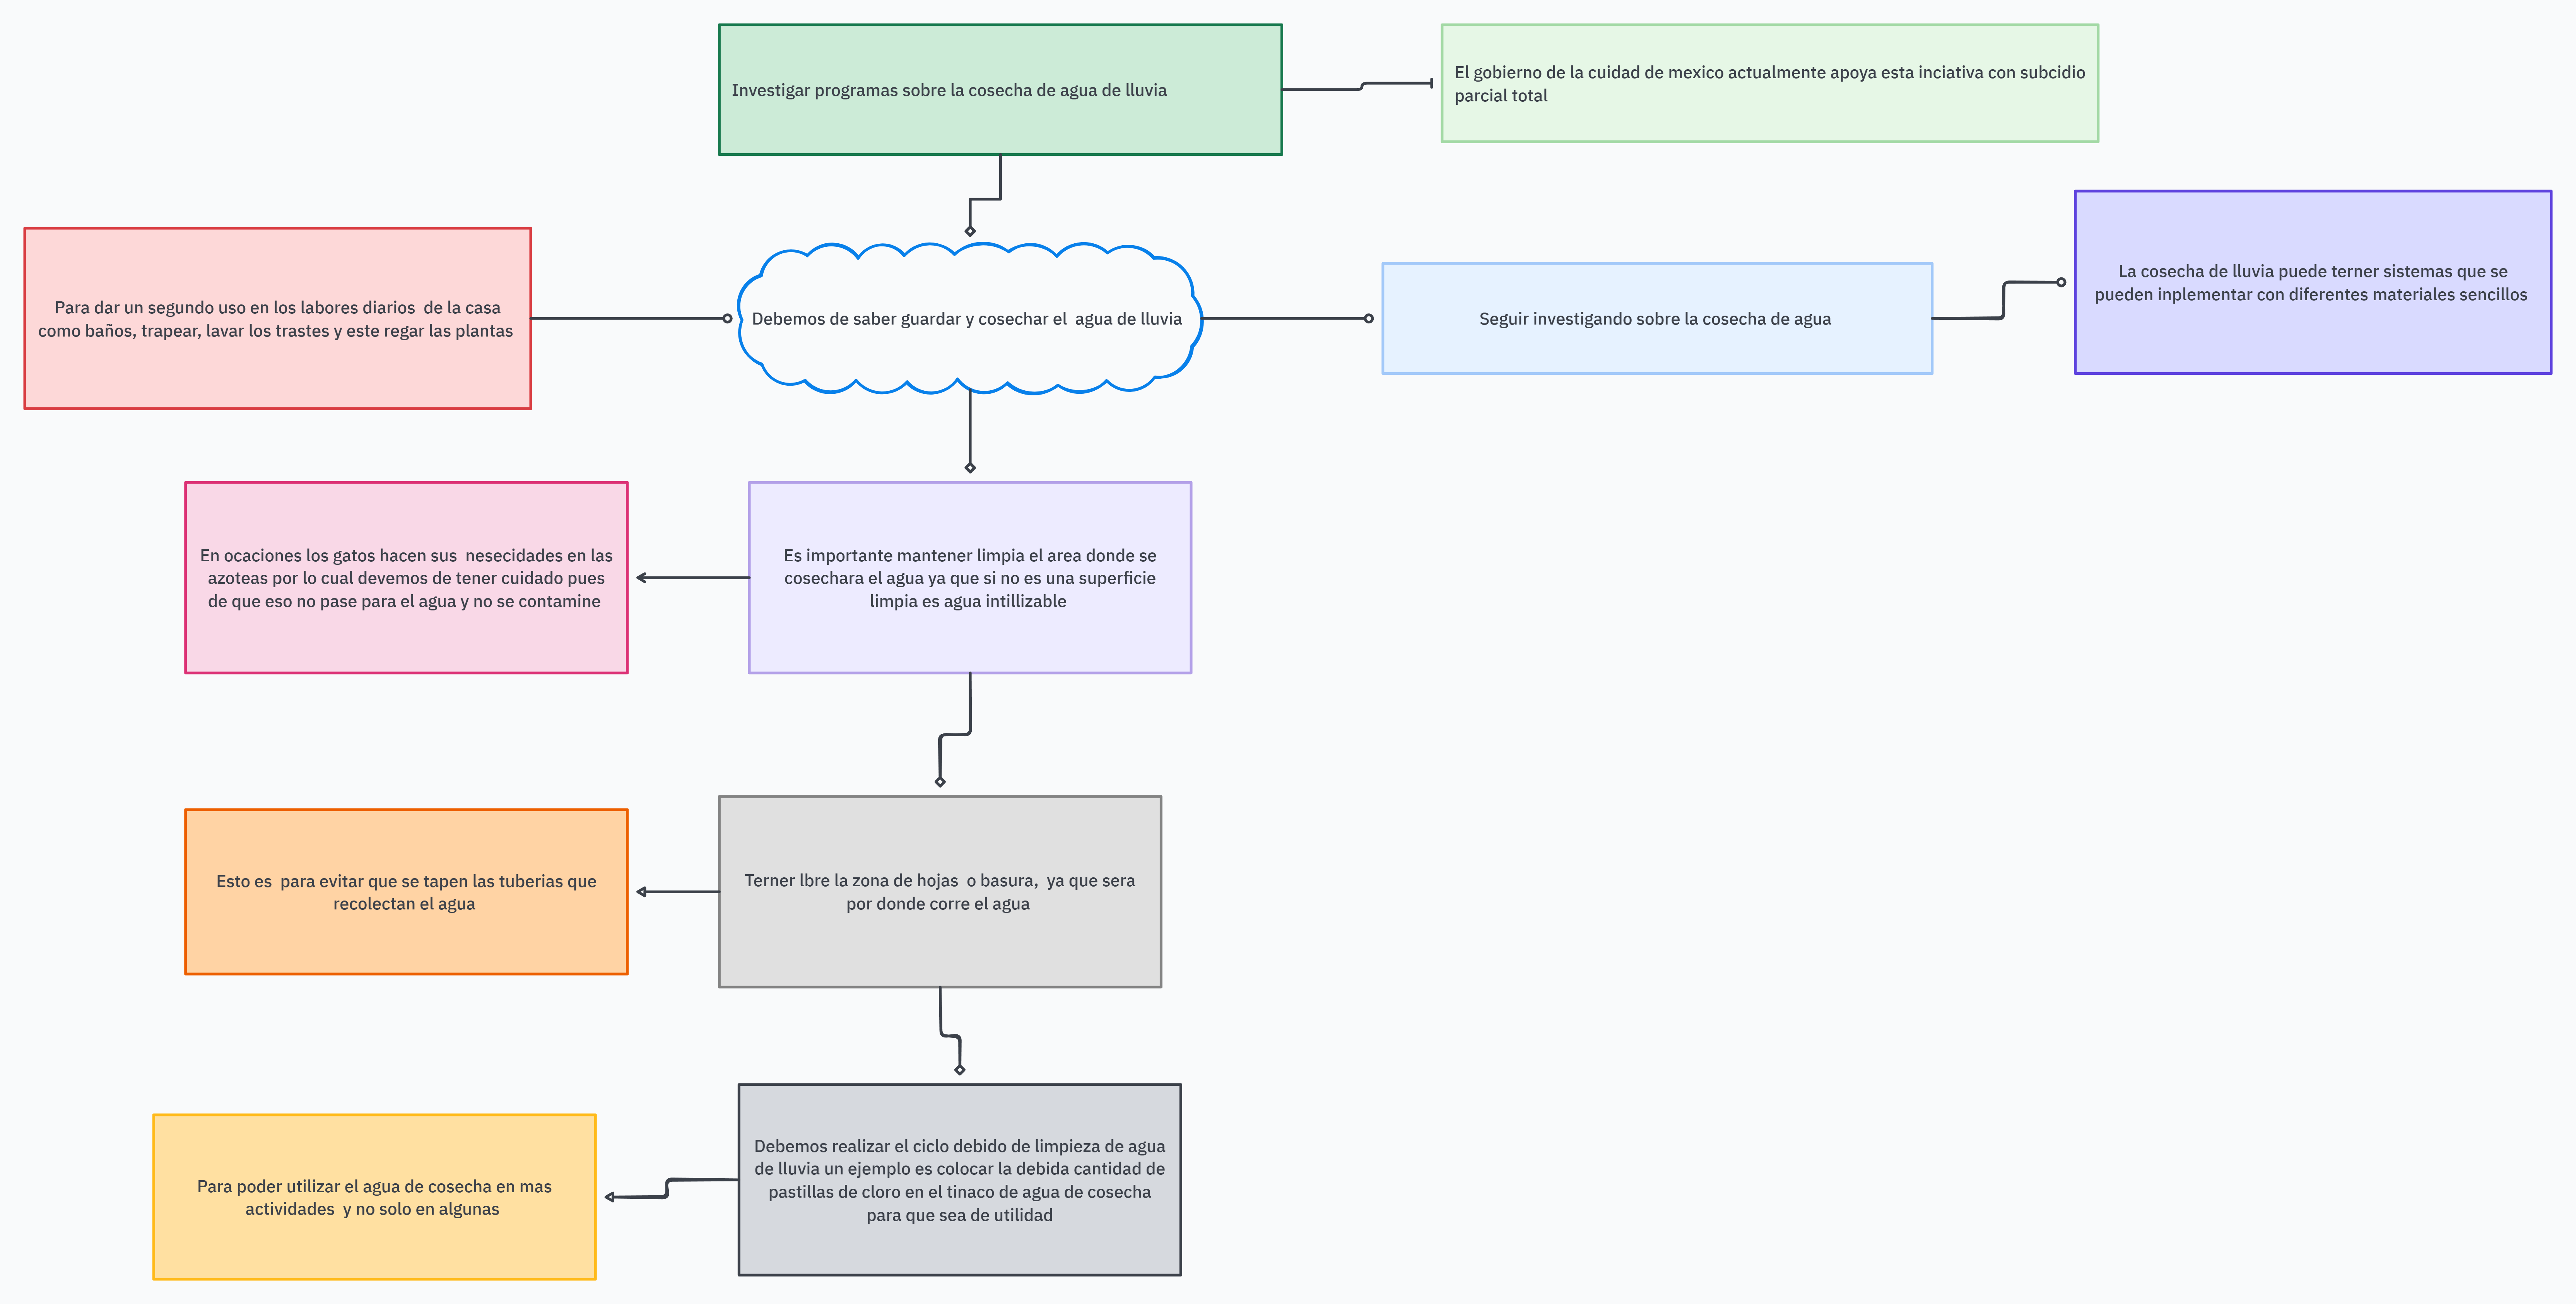 Investigar programas sobre la cosecha de agua de lluvia
El gobierno de la cuidad de mexico actualmente apoya esta inciativa con subcidio
parcial total
Para dar un segundo uso en los labores diarios  de la casa
como baños, trapear, lavar los trastes y este regar las plantas
Debemos de saber guardar y cosechar el  agua de lluvia
Seguir investigando sobre la cosecha de agua
La cosecha de lluvia puede terner sistemas que se
pueden inplementar con diferentes materiales sencillos
En ocaciones los gatos hacen sus  nesecidades en las
azoteas por lo cual devemos de tener cuidado pues
de que eso no pase para el agua y no se contamine
Es importante mantener limpia el area donde se
cosechara el agua ya que si no es una superficie
limpia es agua intillizable
Esto es  para evitar que se tapen las tuberias que
recolectan el agua
Terner lbre la zona de hojas  o basura,  ya que sera
por donde corre el agua
Para poder utilizar el agua de cosecha en mas
actividades  y no solo en algunas
Debemos realizar el ciclo debido de limpieza de agua
de lluvia un ejemplo es colocar la debida cantidad de
pastillas de cloro en el tinaco de agua de cosecha
para que sea de utilidad